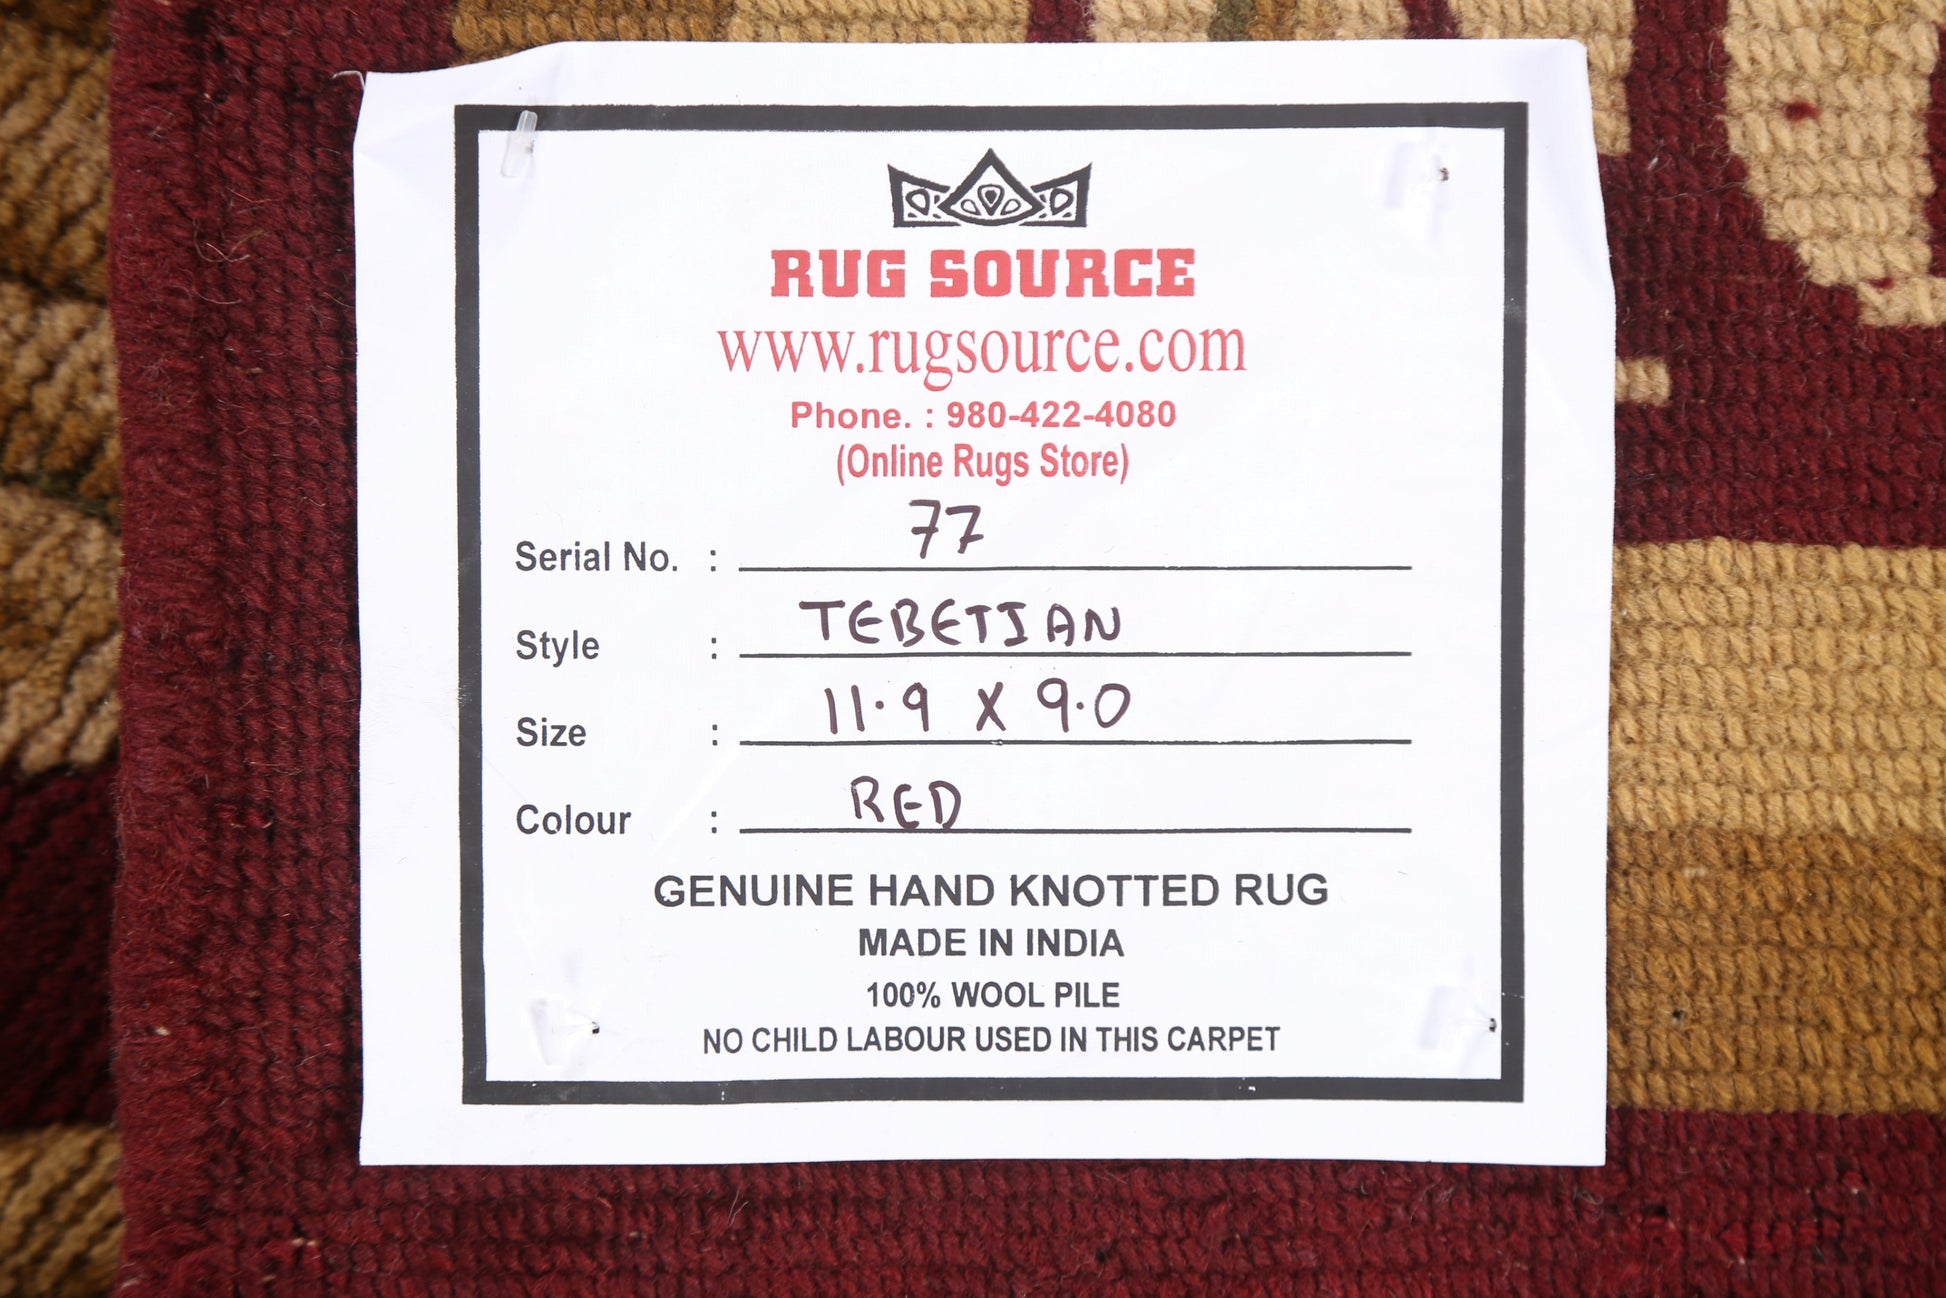 RUG SOURCE
www.rugsource.com
Phone. : 980-422-4080
(Online Rugs Store)
Serial No. : 77
Style : TEBETIAN
Size : 11.9 X 9.0
Colour : RED
GENUINE HAND KNOTTED RUG
MADE IN INDIA
100% WOOL PILE
NO CHILD LABOUR USED IN THIS CARPET